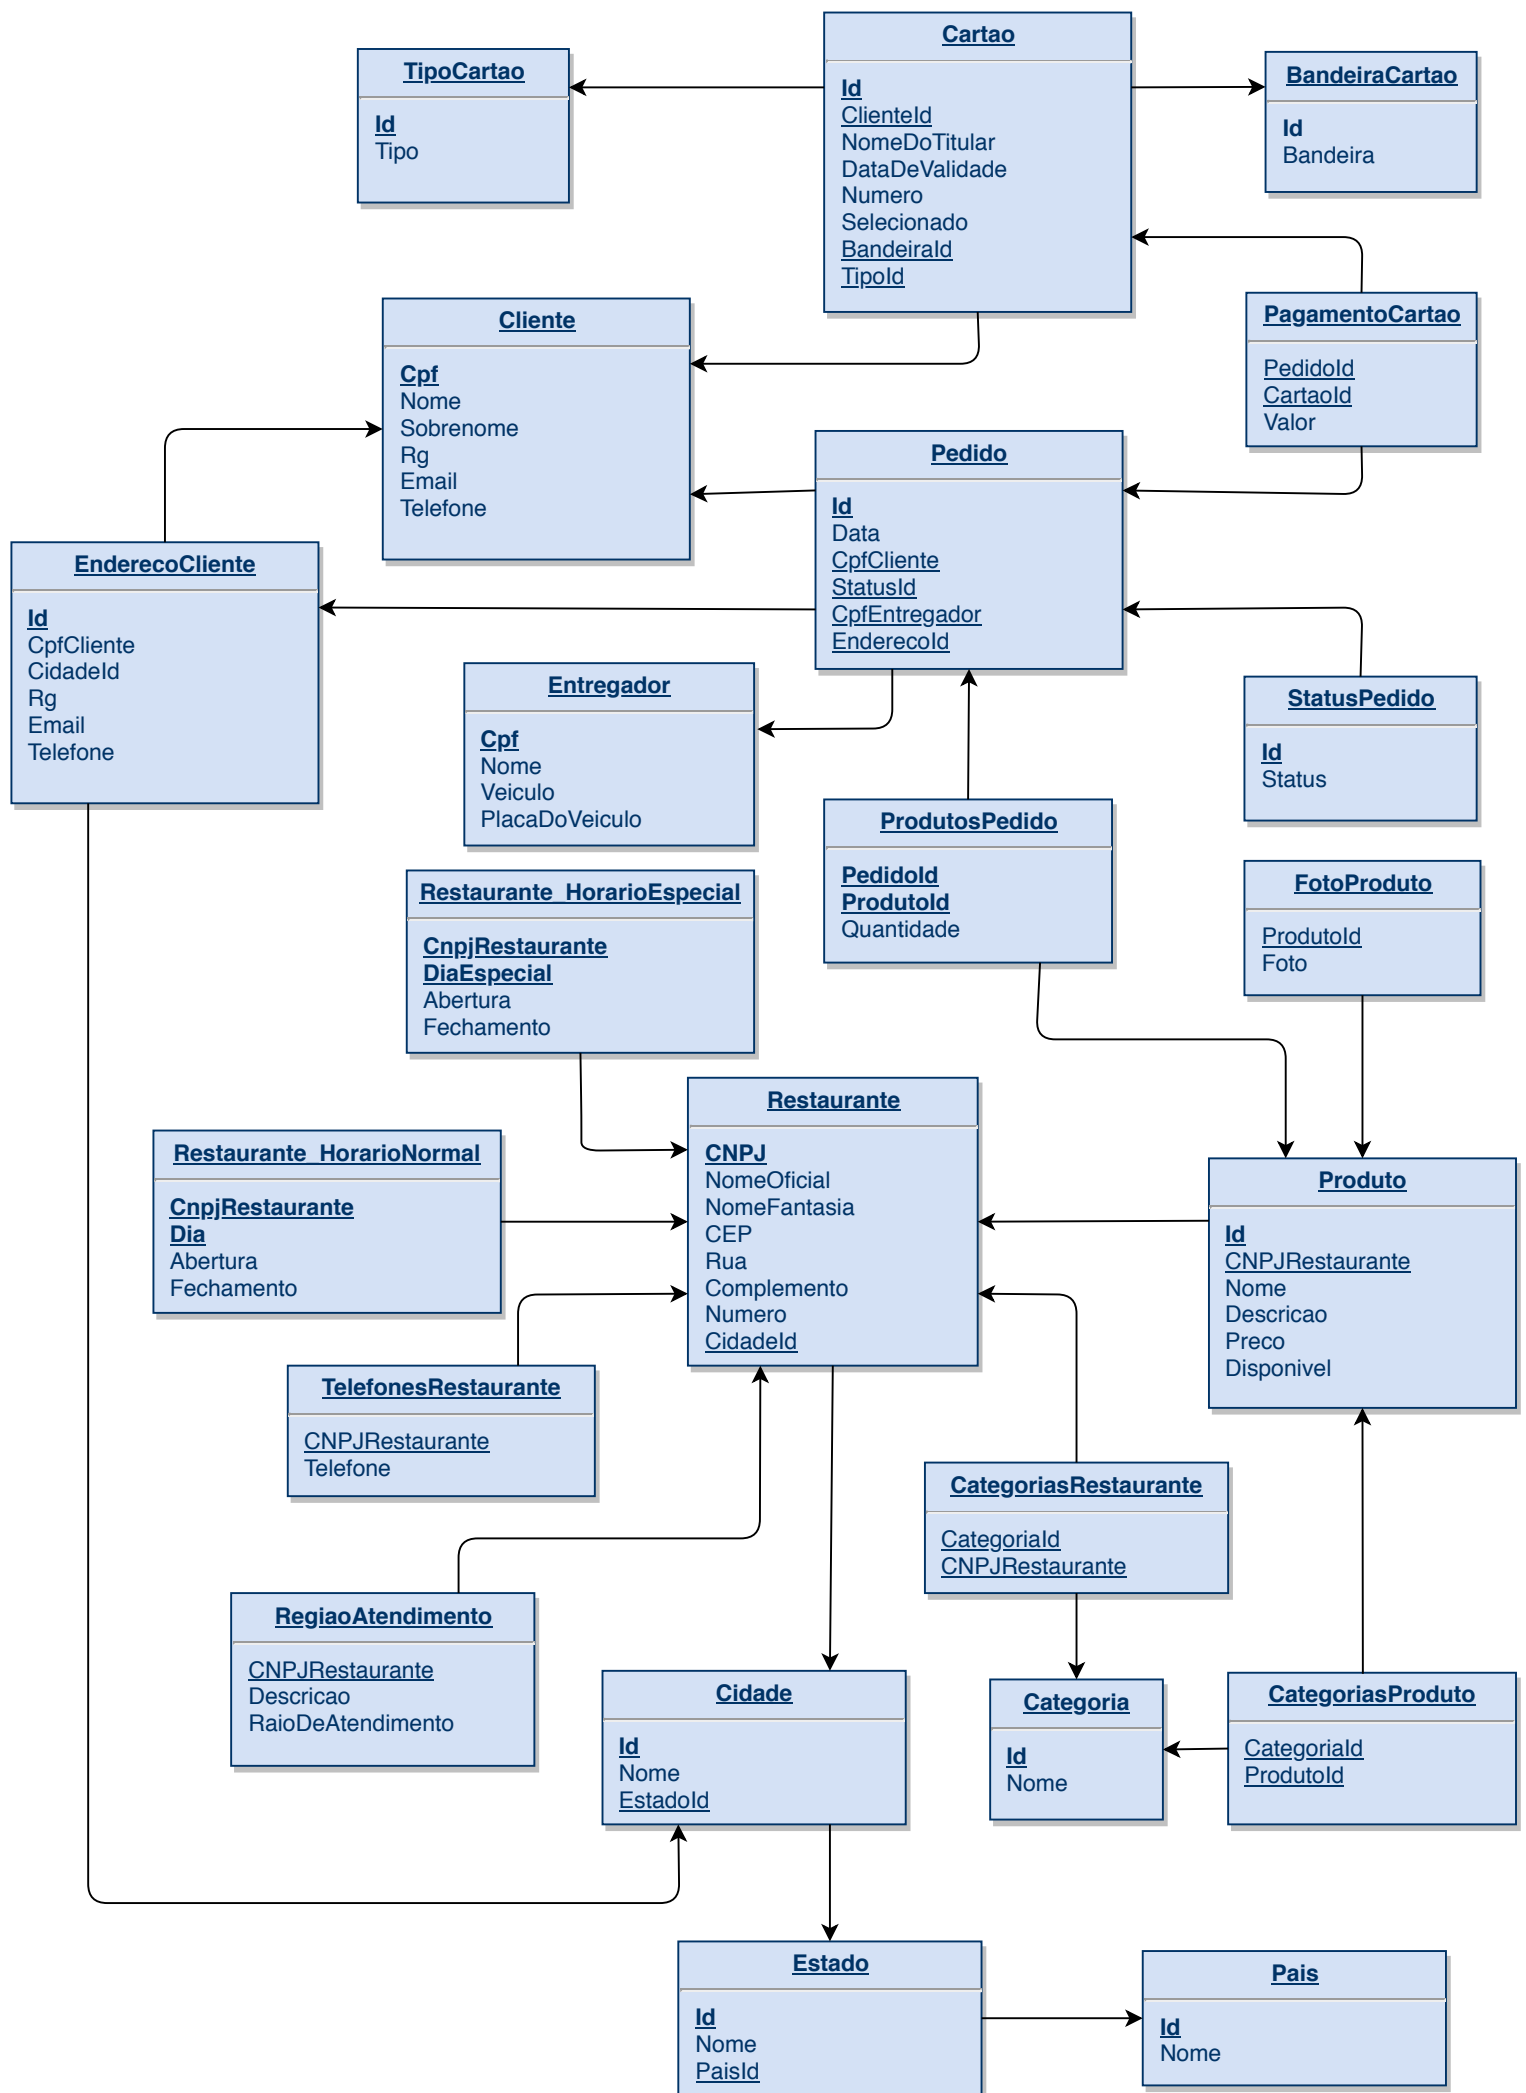 Cartao
Id
ClienteId
NomeDoTitular
DataDeValidade
Numero
Selecionado
BandeiraId
TipoId
TipoCartao
Id
Tipo
BandeiraCartao
Id
Bandeira
Cliente
Cpf
Nome
Sobrenome
Rg
Email
Telefone
PagamentoCartao
PedidoId
CartaoId
Valor
Pedido
Id
Data
CpfCliente
StatusId
CpfEntregador
EnderecoId
EnderecoCliente
Id
CpfCliente
CidadeId
Rg
Email
Telefone
Entregador
Cpf
Nome
Veiculo
PlacaDoVeiculo
StatusPedido
Id
Status
ProdutosPedido
PedidoId
ProdutoId
Quantidade
FotoProduto
ProdutoId
Foto
Restaurante_HorarioEspecial
CnpjRestaurante
DiaEspecial
Abertura
Fechamento
Restaurante
CNPJ
NomeOficial
NomeFantasia
CEP
Rua
Complemento
Numero
CidadeId
Restaurante_HorarioNormal
CnpjRestaurante
Dia
Abertura
Fechamento
Produto
Id
CNPJRestaurante
Nome
Descricao
Preco
Disponivel
TelefonesRestaurante
CNPJRestaurante
Telefone
CategoriasRestaurante
CategoriaId
CNPJRestaurante
RegiaoAtendimento
CNPJRestaurante
Descricao
RaioDeAtendimento
Cidade
Id
Nome
EstadoId
Categoria
Id
Nome
CategoriasProduto
CategoriaId
ProdutoId
Estado
Id
Nome
PaisId
Pais
Id
Nome